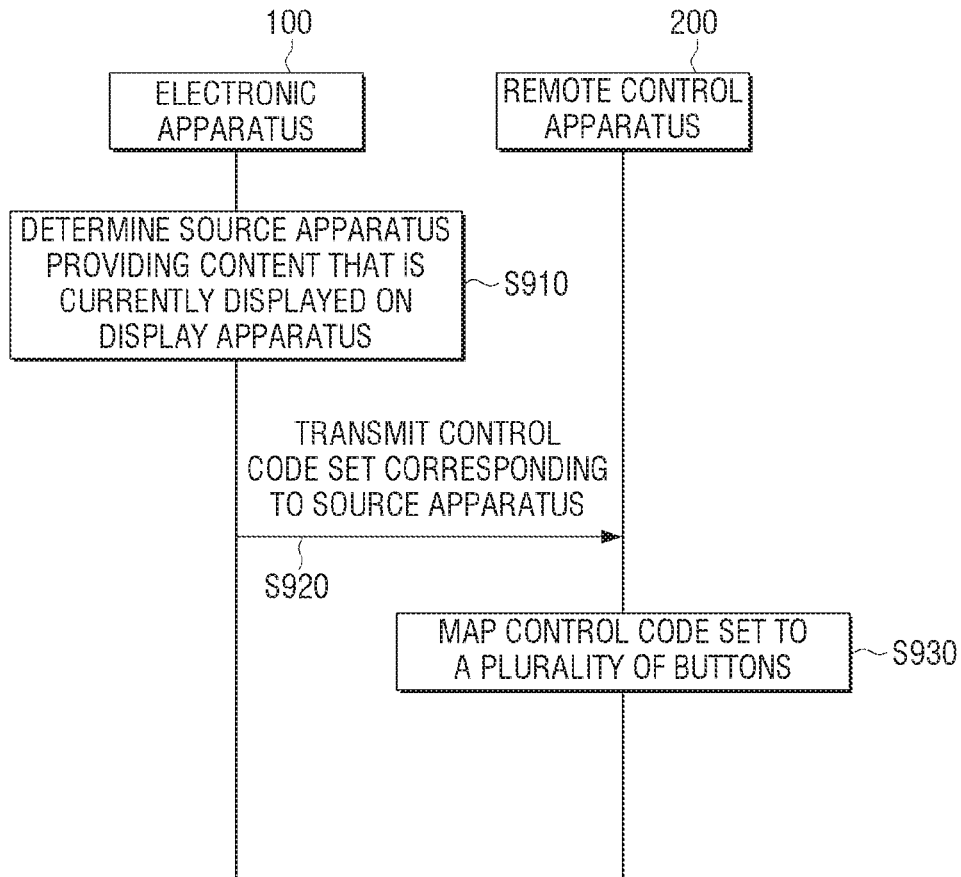 100
200
ELECTRONIC
APPARATUS
REMOTE CONTROL
APPARATUS
DETERMINE SOURCE APPARATUS
PROVIDING CONTENT THAT IS
CURRENTLY DISPLAYED ON
DISPLAY APPARATUS
S910
TRANSMIT CONTROL
CODE SET CORRESPONDING
TO SOURCE APPARATUS
S920
MAP CONTROL CODE SET TO
A PLURALITY OF BUTTONS
S930